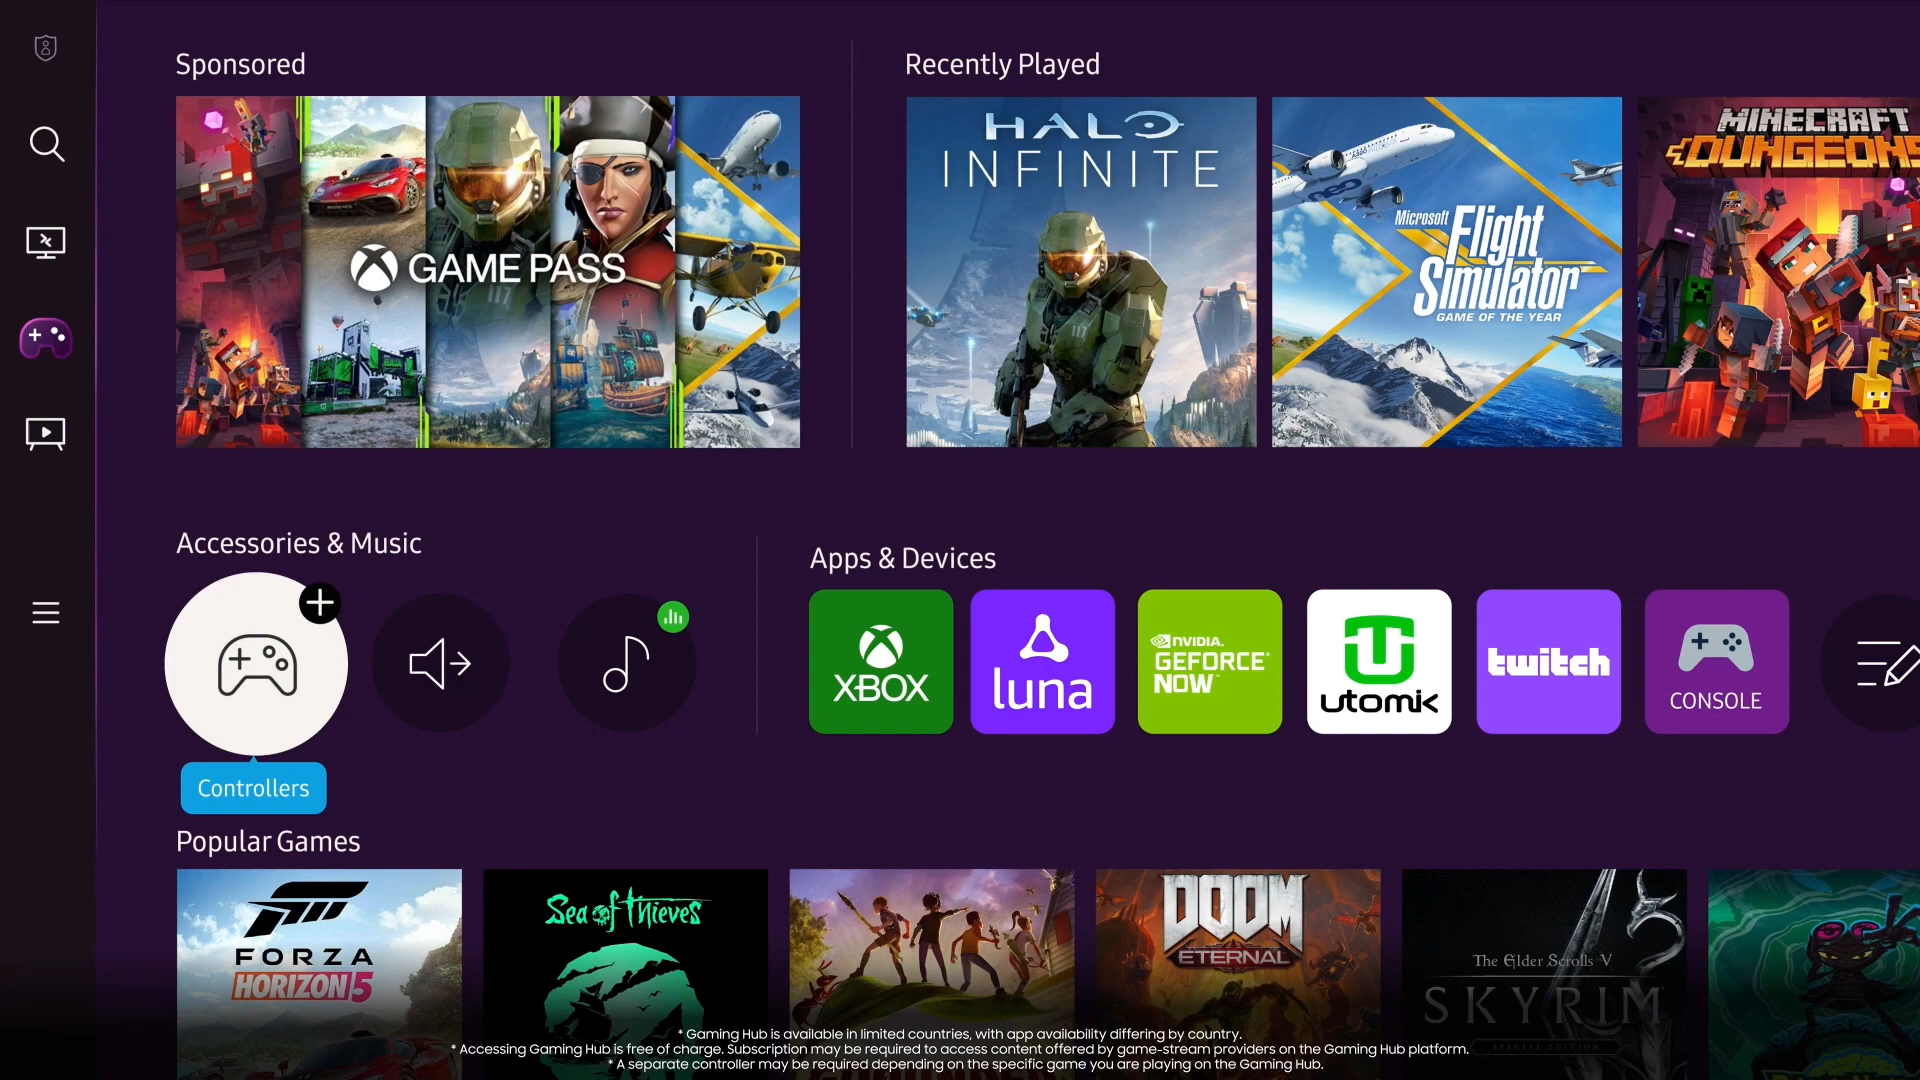 Sponsored
Recently Played
GAME PASS
HALO
INFINITE
Microsoft
Flight
Simulator
GAME OF THE YEAR
MINECRAFT
DUNGEONS
117
Accessories & Music
Apps & Devices
XBOX
luna
NVIDIA.
GEFORCE
NOW
utomik
twitch
CONSOLE
Controllers
Popular Games
FORZA
HORIZON 5
Sea of Thieves
DOOM
ETERNAL
The Elder Scrolls V
SKYRIM
SPECIAL EDITION
* Gaming Hub is available in limited countries, with app availability differing by country.
* Accessing Gaming Hub is free of charge. Subscription may be required to access content offered by game-stream providers on the Gaming Hub platform.
* A separate controller may be required depending on the specific game you are playing on the Gaming Hub.